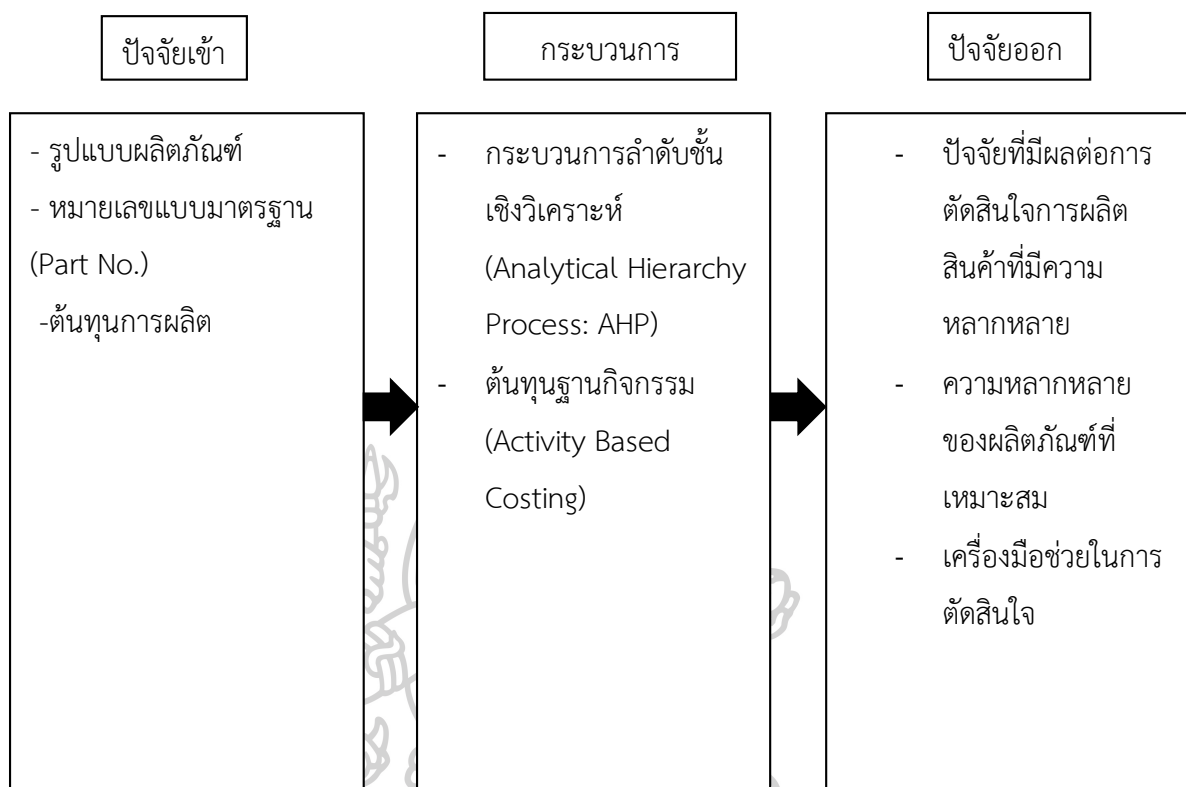 ปัจจัยเข้า
กระบวนการ
ปัจจัยออก
- รูปแบบผลิตภัณฑ์
- หมายเลขแบบมาตรฐาน
(Part No.)
-ต้นทุนการผลิต
- กระบวนการลำดับชั้น
เชิงวิเคราะห์
(Analytical Hierarchy
Process: AHP)
- ต้นทุนฐานกิจกรรม
(Activity Based
Costing)
- ปัจจัยที่มีผลต่อการ
ตัดสินใจการผลิต
สินค้าที่มีความ
หลากหลาย
- ความหลากหลาย
ของผลิตภัณฑ์ที่
เหมาะสม
- เครื่องมือช่วยในการ
ตัดสินใจ